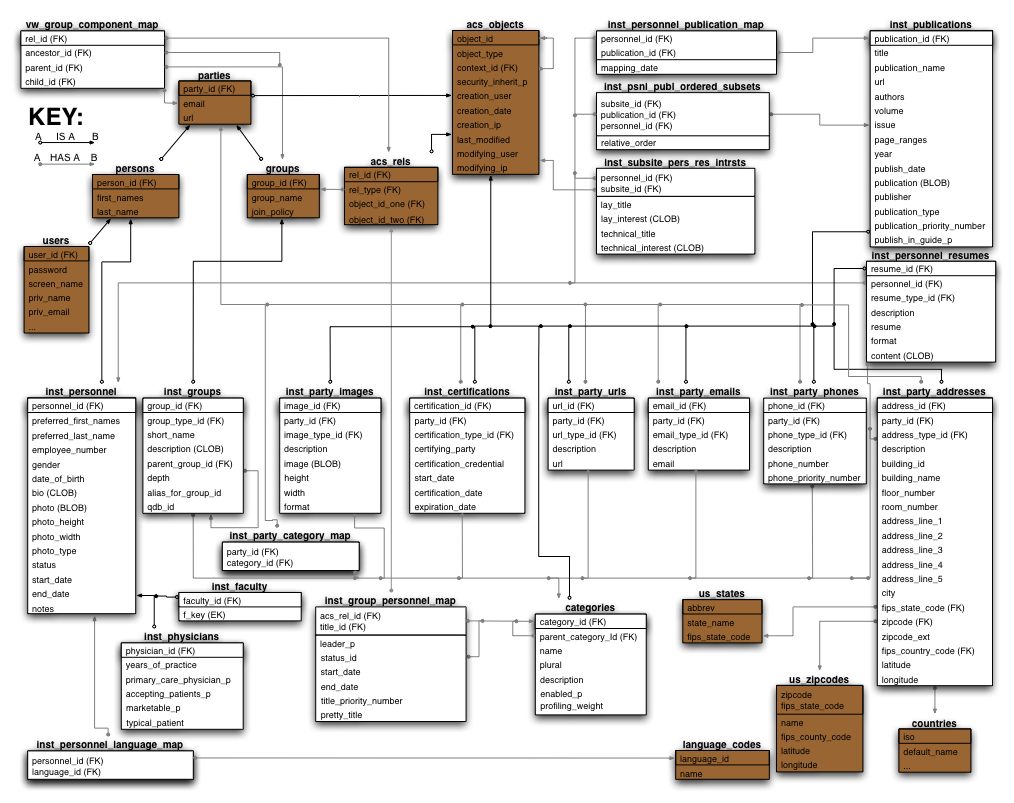 vw_group_component_map
rel_id (FK)
ancestor_id (FK)
parent_id (FK)
child_id (FK)
KEY:
A IS A B
A HAS A B
parties
party_id (FK)
email
url
acs_objects
object_id
object_type
context_id (FK)
security_inherit_p
creation_user
creation_date
creation_ip
last_modified
modifying_user
modifying_ip
inst_personnel_publication_map
personnel_id (FK)
publication_id (FK)
mapping_date
inst_psnl_publ_ordered_subsets
subsite_id (FK)
publication_id (FK)
personnel_id (FK)
relative_order
inst_subsite_pers_res_intrsts
personnel_id (FK)
subsite_id (FK)
lay_title
lay_interest (CLOB)
technical_title
technical_interest (CLOB)
inst_publications
publication_id (FK)
title
publication_name
url
authors
volume
issue
page_ranges
year
publish_date
publication (BLOB)
publisher
publication_type
publication_priority_number
publish_in_guide_p
persons
person_id (FK)
first_names
last_name
groups
group_id (FK)
group_name
join_policy
acs_rels
rel_id (FK)
rel_type (FK)
object_id_one (FK)
object_id_two (FK)
users
user_id (FK)
password
screen_name
priv_name
priv_email
...
inst_personnel_resumes
resume_id (FK)
personnel_id (FK)
resume_type_id (FK)
description
resume
format
content (CLOB)
inst_personnel
personnel_id (FK)
preferred_first_names
preferred_last_name
employee_number
gender
date_of_birth
bio (CLOB)
photo (BLOB)
photo_height
photo_width
photo_type
status
start_date
end_date
notes
inst_groups
group_id (FK)
group_type_id (FK)
short_name
description (CLOB)
parent_group_id (FK)
depth
alias_for_group_id
qdb_id
inst_party_images
image_id (FK)
party_id (FK)
image_type_id (FK)
description
image (BLOB)
height
width
format
inst_certifications
certification_id (FK)
party_id (FK)
certification_type_id (FK)
certifying_party
certification_credential
start_date
certification_date
expiration_date
inst_party_urls
url_id (FK)
party_id (FK)
url_type_id (FK)
description
url
inst_party_emails
email_id (FK)
party_id (FK)
email_type_id (FK)
description
email
inst_party_phones
phone_id (FK)
party_id (FK)
phone_type_id (FK)
description
phone_number
phone_priority_number
inst_party_addresses
address_id (FK)
party_id (FK)
address_type_id (FK)
description
building_id
building_name
floor_number
room_number
address_line_1
address_line_2
address_line_3
address_line_4
address_line_5
city
fips_state_code (FK)
zipcode (FK)
zipcode_ext
fips_country_code (FK)
latitude
longitude
inst_party_category_map
party_id (FK)
category_id (FK)
inst_faculty
faculty_id (FK)
f_key (EK)
inst_physicians
physician_id (FK)
years_of_practice
primary_care_physician_p
accepting_patients_p
marketable_p
typical_patient
inst_group_personnel_map
acs_rel_id (FK)
title_id (FK)
leader_p
status_id
start_date
end_date
title_priority_number
pretty_title
categories
category_id (FK)
parent_category_Id (FK)
name
plural
description
enabled_p
profiling_weight
us_states
abbrev
state_name
fips_state_code
us_zipcodes
zipcode
fips_state_code
name
fips_county_code
latitude
longitude
countries
iso
default_name
...
inst_personnel_language_map
personnel_id (FK)
language_id (FK)
language_codes
language_id
name